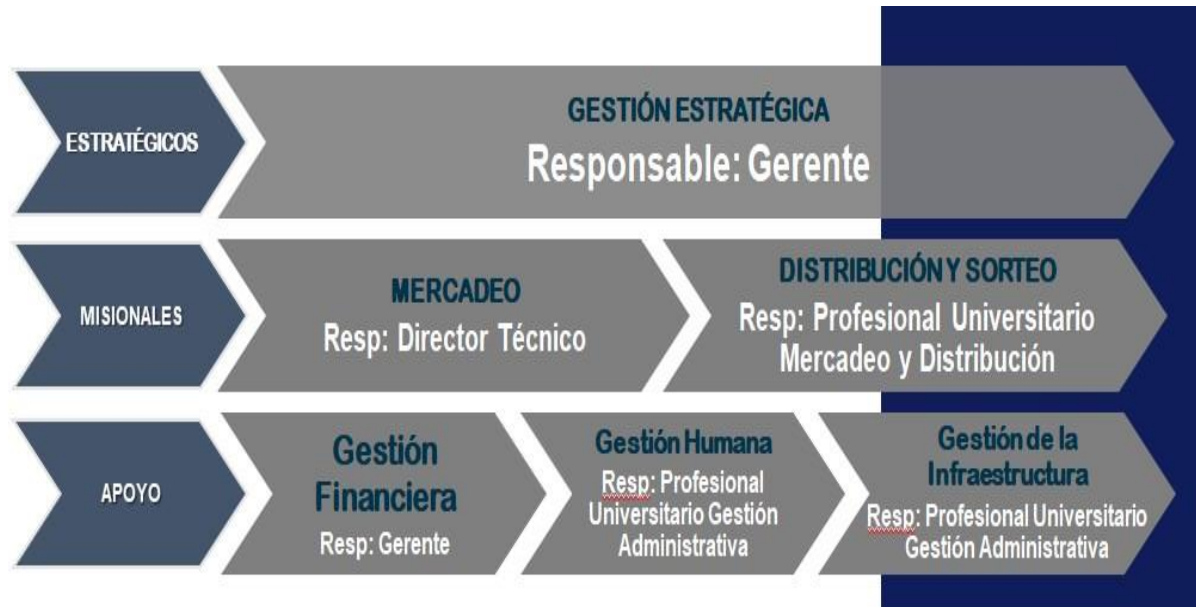 ESTRATÉGICOS
GESTIÓN ESTRATÉGICA
Responsable: Gerente
MISIONALES
MERCADEO
Resp: Director Técnico
DISTRIBUCIÓN Y SORTEO
Resp: Profesional Universitario
Mercadeo y Distribución
APOYO
Gestión
Financiera
Resp: Gerente
Gestión Humana
Resp: Profesional
Universitario Gestión
Administrativa
Gestión de la
Infraestructura
Resp: Profesional Universitario
Gestión Administrativa